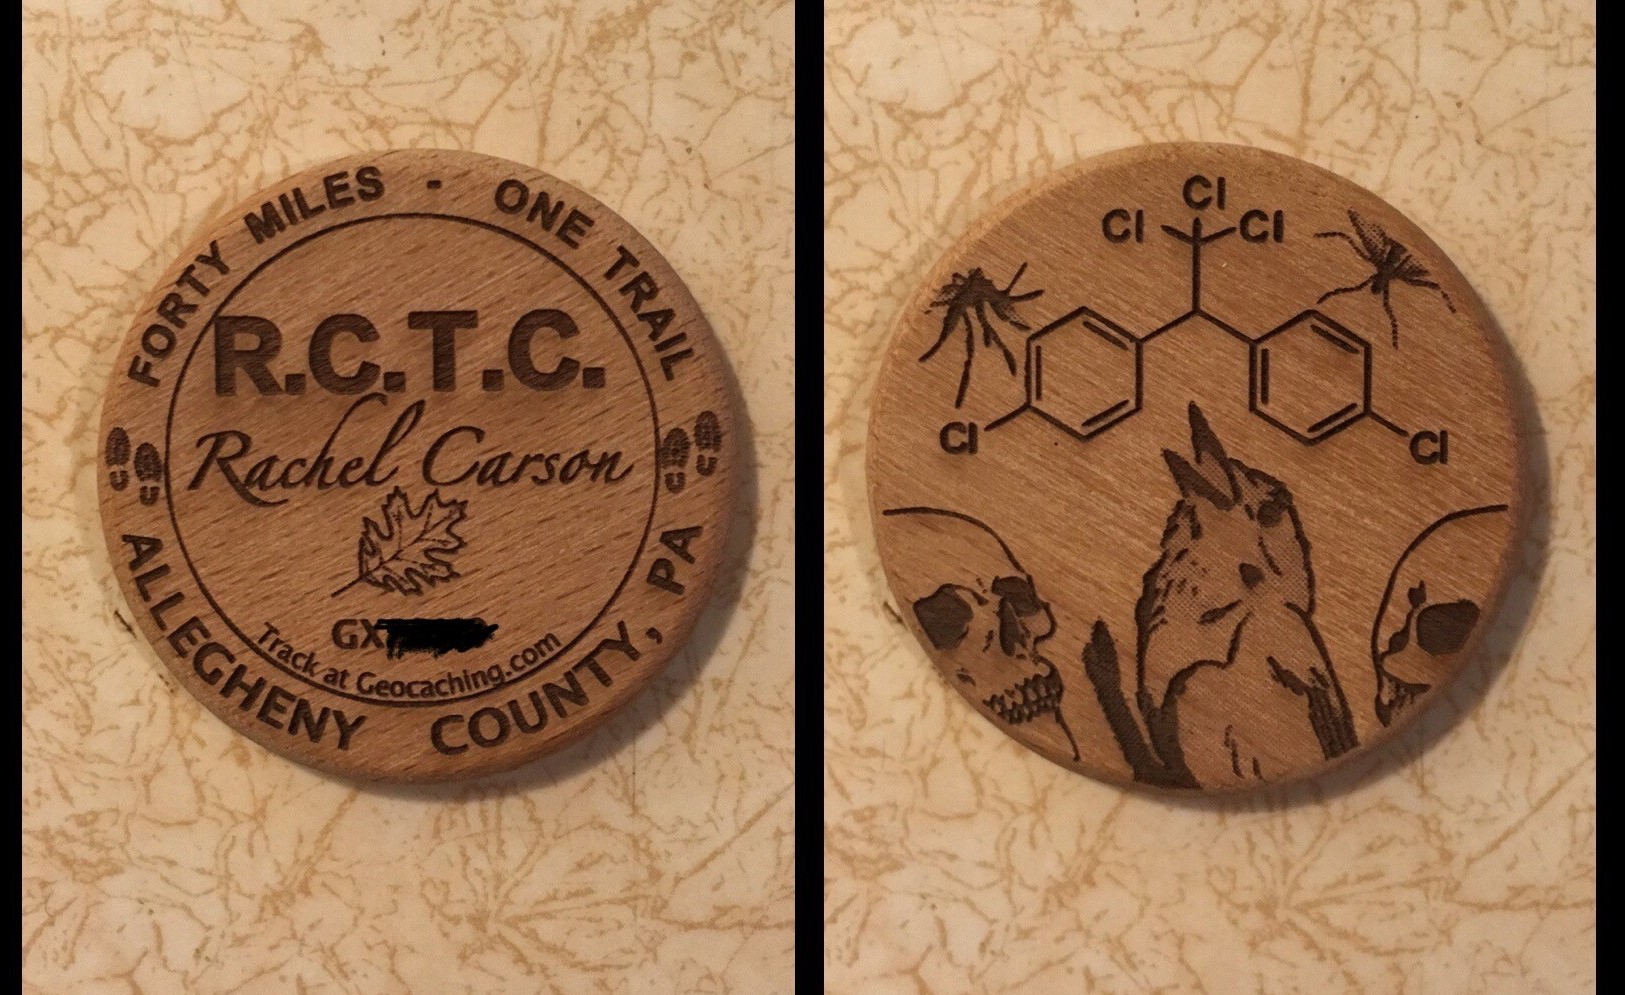 FORTY MILES - ONE TRAIL
R.C.T.C.
Rachel Carson
GX
Track at Geocaching.com
ALLEGHENY COUNTY, PA
Cl
Cl Cl
Cl Cl